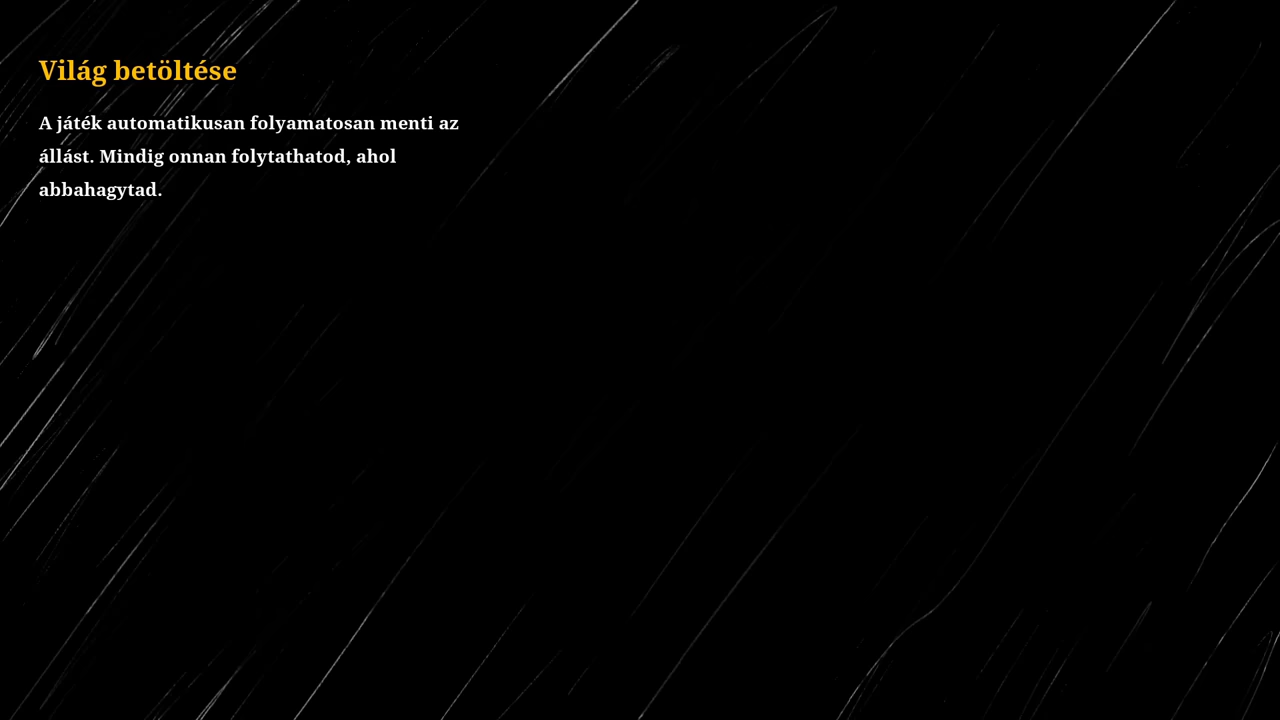 Világ betöltése
A játék automatikusan folyamatosan menti az
állást. Mindig onnan folytathatod, ahol
abbahagytad.